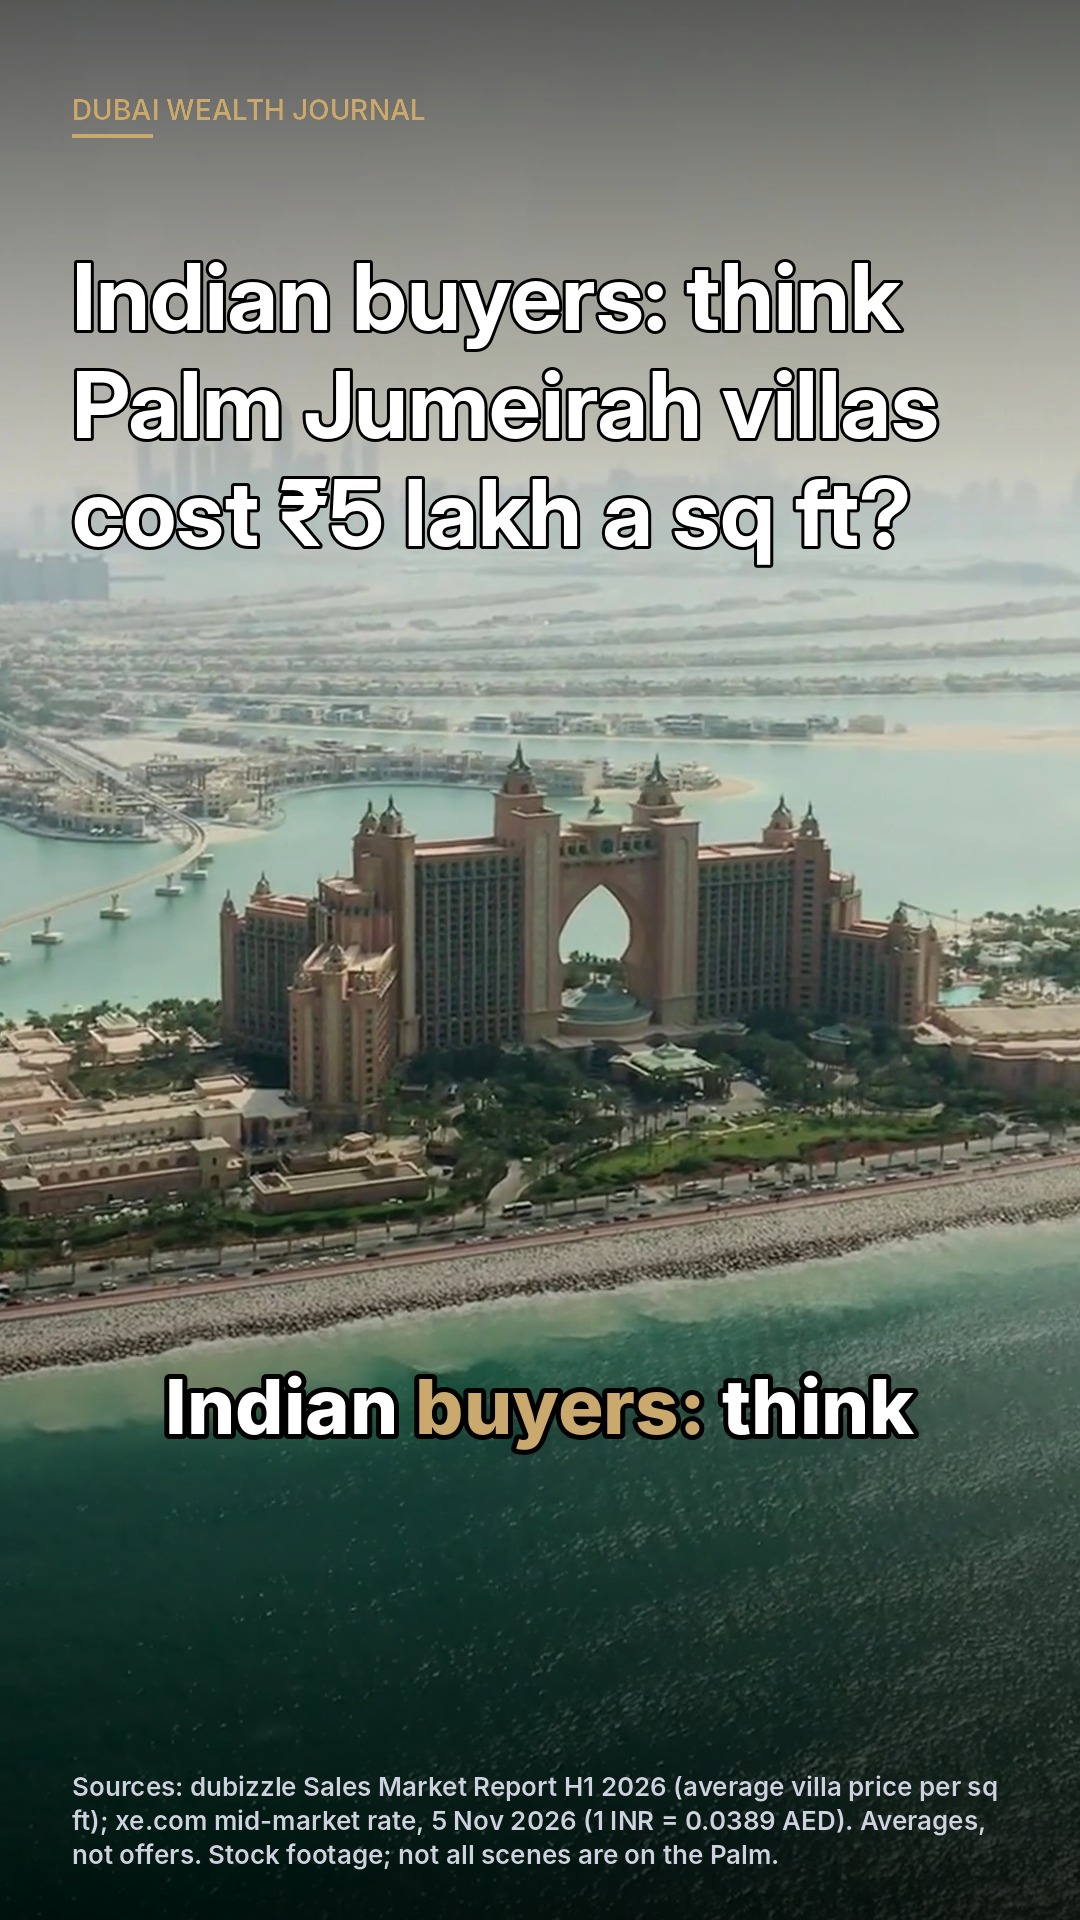 DUBAI WEALTH JOURNAL
Indian buyers: think
Palm Jumeirah villas
cost ₹5 lakh a sq ft?
Indian buyers: think
Sources: dubizzle Sales Market Report H1 2026 (average villa price per sq
ft); xe.com mid-market rate, 5 Nov 2026 (1 INR = 0.0389 AED). Averages,
not offers. Stock footage; not all scenes are on the Palm.